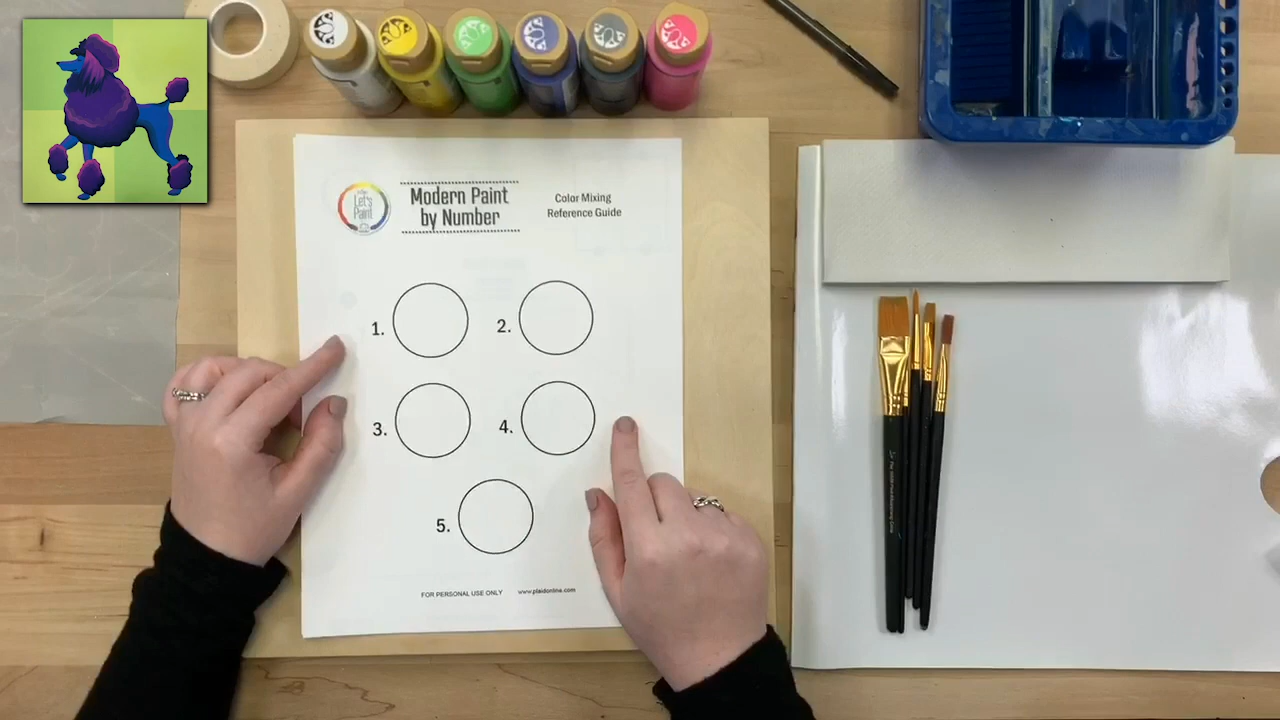 Let's
Paint
Modern Paint
by Number
Color Mixing
Reference Guide
1.
2.
3.
4.
5.
FOR PERSONAL USE ONLY www.plaidonline.com